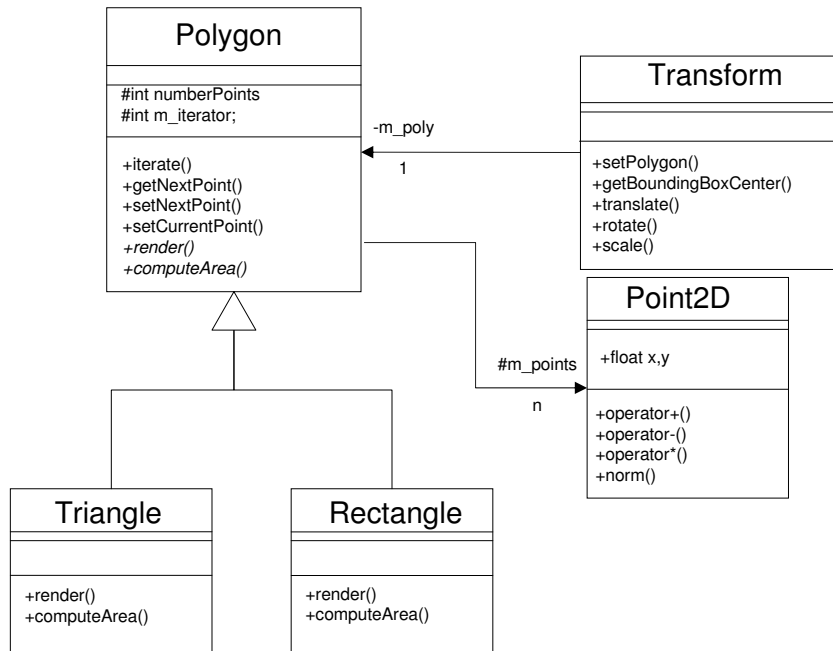 Polygon
#int numberPoints
#int m_iterator;
+iterate()
+getNextPoint()
+setNextPoint()
+setCurrentPoint()
+render()
+computeArea()
-m_poly
1
Transform
+setPolygon()
+getBoundingBoxCenter()
+translate()
+rotate()
+scale()
#m_points
n
Point2D
+float x,y
+operator+()
+operator-()
+operator*()
+norm()
Triangle
+render()
+computeArea()
Rectangle
+render()
+computeArea()